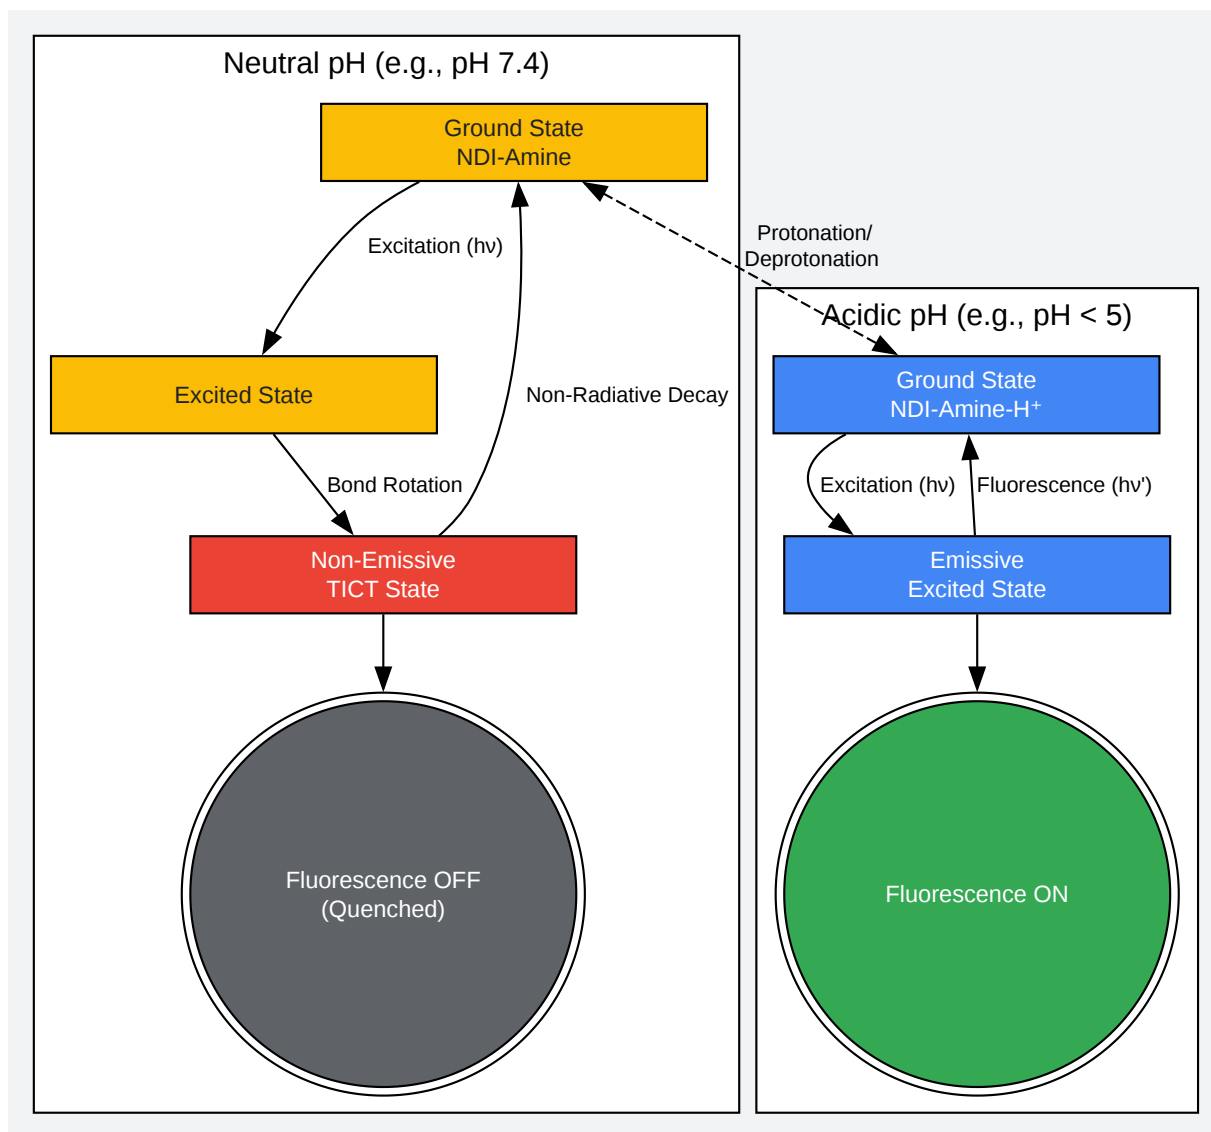 Neutral pH (e.g., pH 7.4)
Ground State
NDI-Amine
Excitation (hν)
Protonation/
Deprotonation
Acidic pH (e.g., pH < 5)
Excited State
Non-Radiative Decay
Ground State
NDI-Amine-H⁺
Bond Rotation
Excitation (hν)
Fluorescence (hν')
Non-Emissive
TICT State
Emissive
Excited State
Fluorescence OFF
(Quenched)
Fluorescence ON